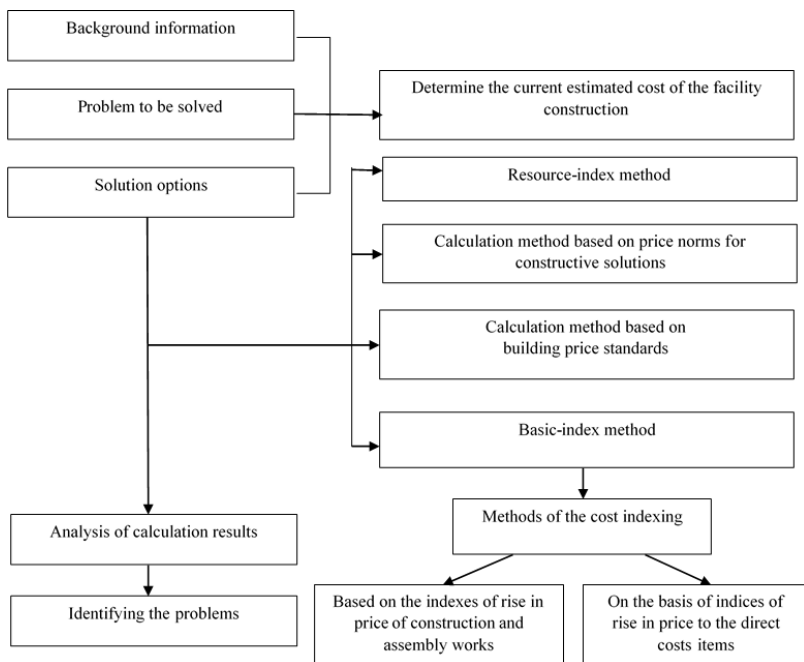 Background information
Problem to be solved
Determine the current estimated cost of the facility
construction
Solution options
Resource-index method
Calculation method based on price norms for
constructive solutions
Calculation method based on
building price standards
Basic-index method
Methods of the cost indexing
Analysis of calculation results
Identifying the problems
Based on the indexes of rise in
price of construction and
assembly works
On the basis of indices of
rise in price to the direct
costs items